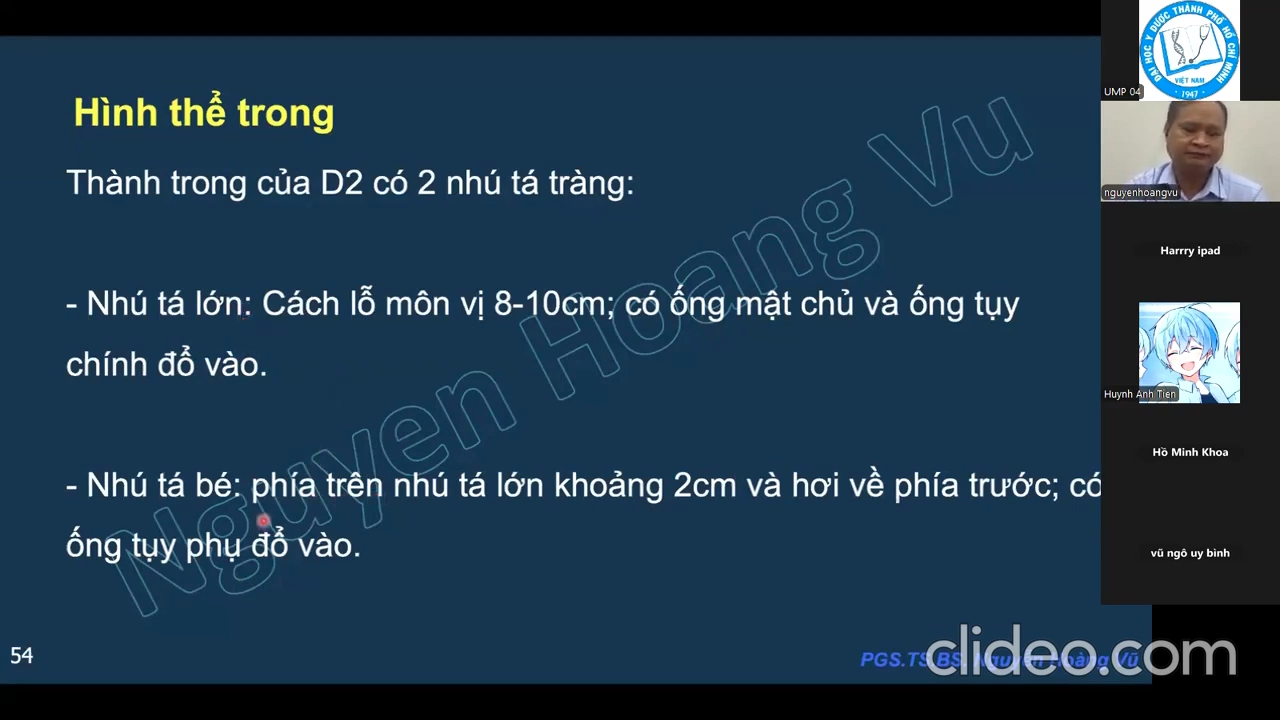 Hình thể trong
Thành trong của D2 có 2 nhú tá tràng:
- Nhú tá lớn: Cách lỗ môn vị 8-10cm; có ống mật chủ và ống tụy
chính đổ vào.
- Nhú tá bé: phía trên nhú tá lớn khoảng 2cm và hơi về phía trước; có
ống tụy phụ đổ vào.
Nguyen Hoang Vu
54
PGS.TS.BS. Nguyễn Hoàng Vũ
clideo.com
ĐẠI HỌC Y DƯỢC THÀNH PHỐ HỒ CHÍ MINH
VIỆT NAM
1947
UMP 04
nguyenhoangvu
Harrry ipad
Huynh Anh Tien
Hồ Minh Khoa
vũ ngô uy bình